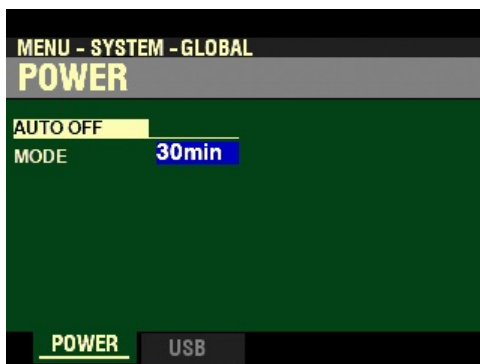 MENU - SYSTEM - GLOBAL
POWER
AUTO OFF
MODE 30min
POWER USB